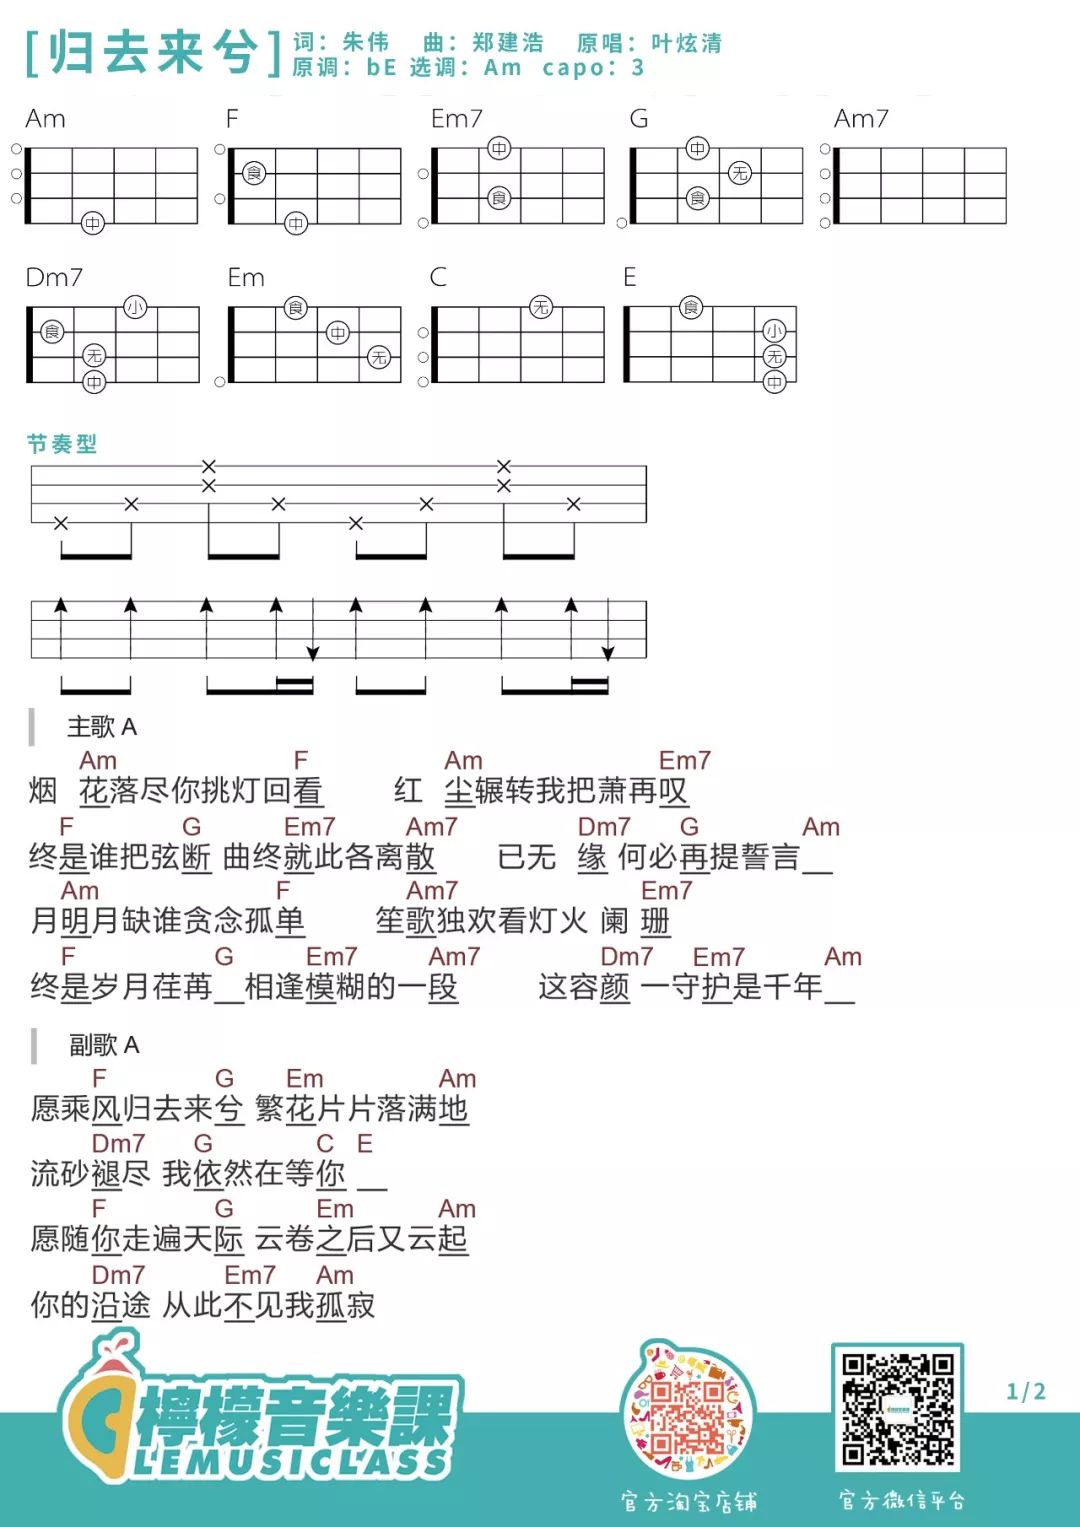 [归去来兮] 词：朱伟 曲：郑建浩 原唱：叶炫清
原调：bE 选调：Am capo：3
Am F Em7 G Am7
中 中
食 无
食 食
中 中
Dm7 Em C E
小 食 无 食
食 中 小
无 无 无
中 中
节奏型
主歌 A
Am F Am Em7
烟 花落尽你挑灯回看 红 尘辗转我把萧再叹
F G Em7 Am7 Dm7 G Am
终是谁把弦断 曲终就此各离散 已无 缘 何必再提誓言
Am F Am7 Em7
月明月缺谁贪念孤单 笙歌独欢看灯火 阑 珊
F G Em7 Am7 Dm7 Em7 Am
终是岁月荏苒 相逢模糊的一段 这容颜 一守护是千年
副歌 A
F G Em Am
愿乘风归去来兮 繁花片片落满地
Dm7 G C E
流砂褪尽 我依然在等你
F G Em Am
愿随你走遍天际 云卷之后又云起
Dm7 Em7 Am
你的沿途 从此不见我孤寂
檸檬音樂課
LEMUSICLASS
官方淘宝店铺
官方微信平台
1/2